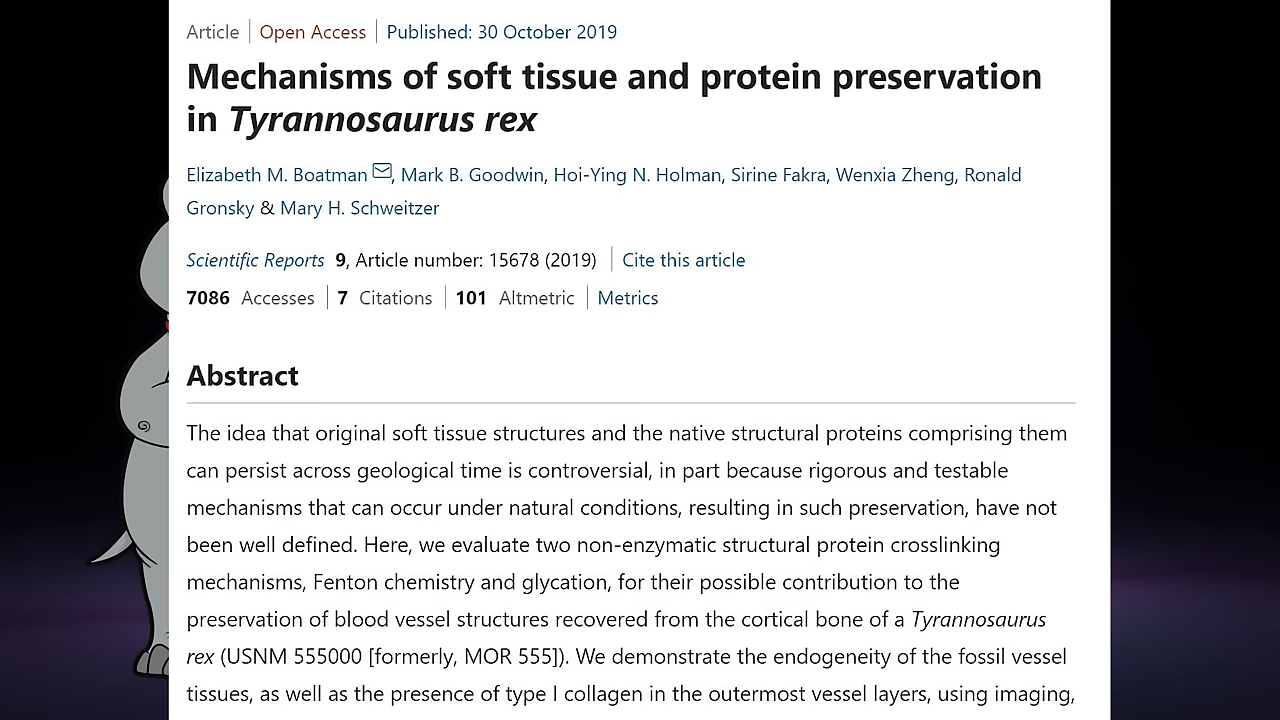 Article | Open Access | Published: 30 October 2019
Mechanisms of soft tissue and protein preservation
in Tyrannosaurus rex
Elizabeth M. Boatman, Mark B. Goodwin, Hoi-Ying N. Holman, Sirine Fakra, Wenxia Zheng, Ronald
Gronsky & Mary H. Schweitzer
Scientific Reports 9, Article number: 15678 (2019) | Cite this article
7086 Accesses | 7 Citations | 101 Altmetric | Metrics
Abstract
The idea that original soft tissue structures and the native structural proteins comprising them
can persist across geological time is controversial, in part because rigorous and testable
mechanisms that can occur under natural conditions, resulting in such preservation, have not
been well defined. Here, we evaluate two non-enzymatic structural protein crosslinking
mechanisms, Fenton chemistry and glycation, for their possible contribution to the
preservation of blood vessel structures recovered from the cortical bone of a Tyrannosaurus
rex (USNM 555000 [formerly, MOR 555]). We demonstrate the endogeneity of the fossil vessel
tissues, as well as the presence of type I collagen in the outermost vessel layers, using imaging,